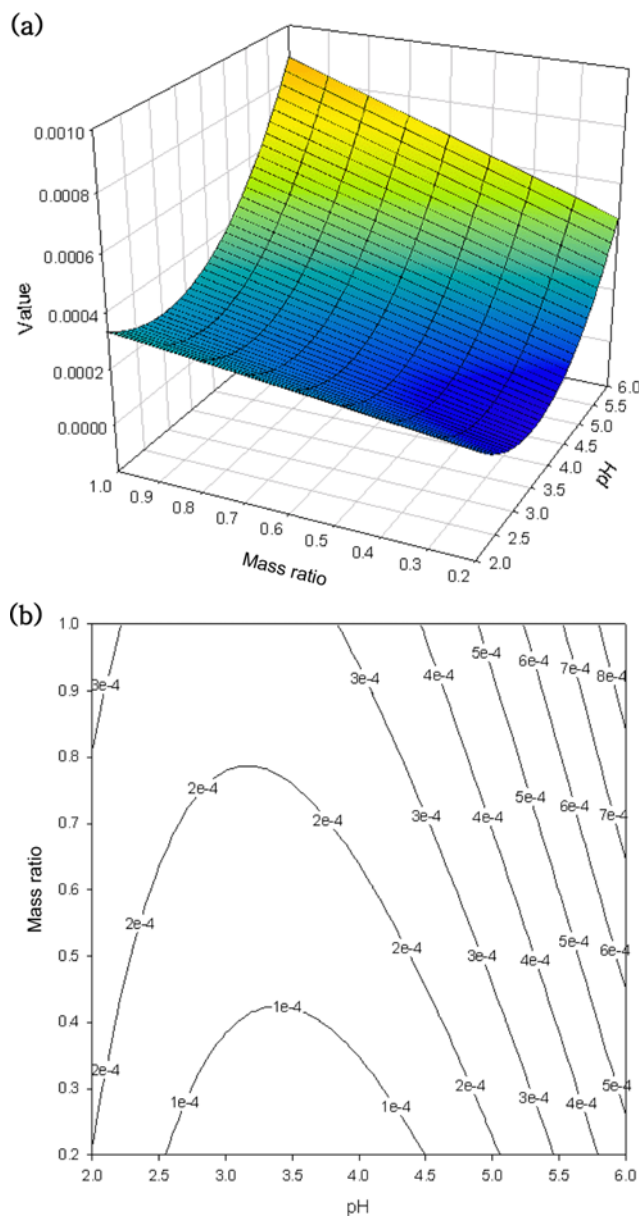 (a)
0.0010
0.0008
0.0006
0.0004
0.0002
0.0000
Value
1.0
0.9
0.8
0.7
0.6
0.5
0.4
0.3
0.2
Mass ratio
6.0
5.5
5.0
4.5
4.0
3.5
3.0
2.5
2.0
pH
(b)
1.0
0.9
0.8
0.7
0.6
0.5
0.4
0.3
0.2
Mass ratio
5e-4
3e-4 3e-4 4e-4 6e-4 7e-4 8e-4
2e-4 2e-4 3e-4 4e-4 5e-4 6e-4 7e-4
2e-4 2e-4 3e-4 4e-4 5e-4 6e-4
1e-4
2e-4 1e-4 1e-4 2e-4 3e-4 4e-4 5e-4
2.0 2.5 3.0 3.5 4.0 4.5 5.0 5.5 6.0
pH